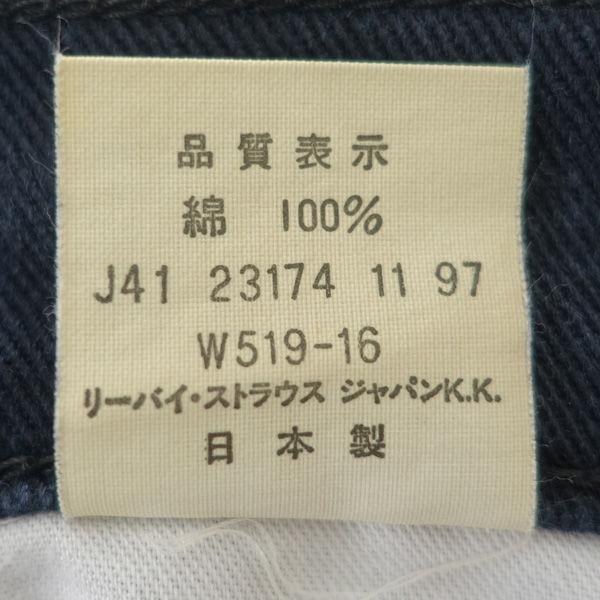 品質表示
綿 100%
J41 23174 11 97
W519-16
リーバイ・ストラウス ジャパンK.K.
日本製